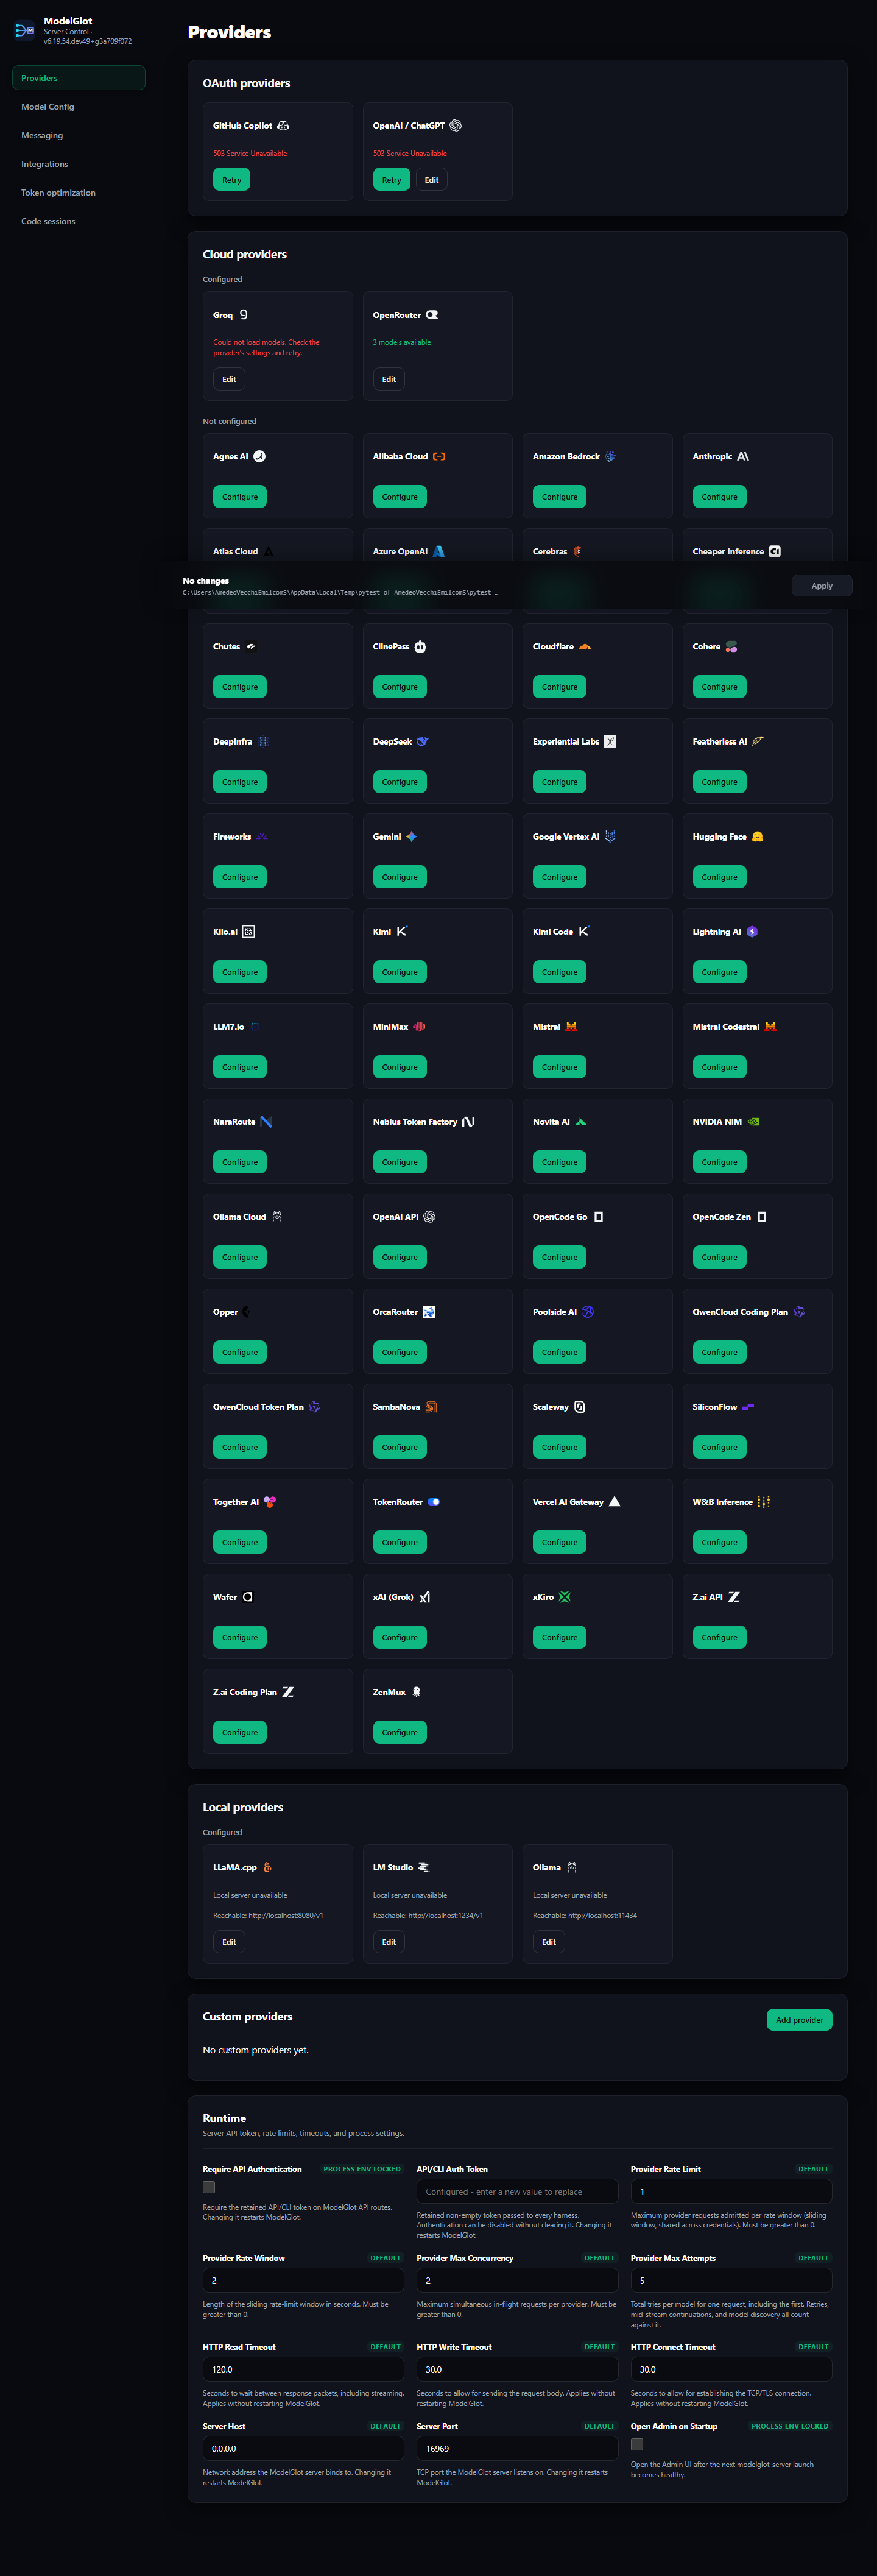 ModelGlot
Server Control ·
v6.19.54.dev49+g3a709f072
Providers
Model Config
Messaging
Integrations
Token optimization
Code sessions
Providers
OAuth providers
GitHub Copilot
503 Service Unavailable
Retry
OpenAI / ChatGPT
503 Service Unavailable
Retry
Edit
Cloud providers
Configured
Groq
Could not load models. Check the
provider's settings and retry.
Edit
OpenRouter
3 models available
Edit
Not configured
Agnes AI
Configure
Alibaba Cloud
Configure
Amazon Bedrock
Configure
Anthropic
Configure
Atlas Cloud
Azure OpenAI
Cerebras
Cheaper Inference
No changes
C:\Users\AmedeoVecchiEmilcomS\AppData\Local\Temp\pytest-of-AmedeoVecchiEmilcomS\pytest-…
Apply
Chutes
Configure
ClinePass
Configure
Cloudflare
Configure
Cohere
Configure
DeepInfra
Configure
DeepSeek
Configure
Experiential Labs
Configure
Featherless AI
Configure
Fireworks
Configure
Gemini
Configure
Google Vertex AI
Configure
Hugging Face
Configure
Kilo.ai
Configure
Kimi
Configure
Kimi Code
Configure
Lightning AI
Configure
LLM7.io
Configure
MiniMax
Configure
Mistral
Configure
Mistral Codestral
Configure
NaraRoute
Configure
Nebius Token Factory
Configure
Novita AI
Configure
NVIDIA NIM
Configure
Ollama Cloud
Configure
OpenAI API
Configure
OpenCode Go
Configure
OpenCode Zen
Configure
Opper
Configure
OrcaRouter
Configure
Poolside AI
Configure
QwenCloud Coding Plan
Configure
QwenCloud Token Plan
Configure
SambaNova
Configure
Scaleway
Configure
SiliconFlow
Configure
Together AI
Configure
TokenRouter
Configure
Vercel AI Gateway
Configure
W&B Inference
Configure
Wafer
Configure
xAI (Grok)
Configure
xKiro
Configure
Z.ai API
Configure
Z.ai Coding Plan
Configure
ZenMux
Configure
Local providers
Configured
LLaMA.cpp
Local server unavailable
Reachable: http://localhost:8080/v1
Edit
LM Studio
Local server unavailable
Reachable: http://localhost:1234/v1
Edit
Ollama
Local server unavailable
Reachable: http://localhost:11434
Edit
Custom providers
Add provider
No custom providers yet.
Runtime
Server API token, rate limits, timeouts, and process settings.
Require API Authentication
PROCESS ENV LOCKED
Require the retained API/CLI token on ModelGlot API routes.
Changing it restarts ModelGlot.
API/CLI Auth Token
Configured - enter a new value to replace
Retained non-empty token passed to every harness.
Authentication can be disabled without clearing it. Changing it
restarts ModelGlot.
Provider Rate Limit
DEFAULT
1
Maximum provider requests admitted per rate window (sliding
window, shared across credentials). Must be greater than 0.
Provider Rate Window
DEFAULT
2
Length of the sliding rate-limit window in seconds. Must be
greater than 0.
Provider Max Concurrency
DEFAULT
2
Maximum simultaneous in-flight requests per provider. Must be
greater than 0.
Provider Max Attempts
DEFAULT
5
Total tries per model for one request, including the first. Retries,
mid-stream continuations, and model discovery all count
against it.
HTTP Read Timeout
DEFAULT
120.0
Seconds to wait between response packets, including streaming.
Applies without restarting ModelGlot.
HTTP Write Timeout
DEFAULT
30.0
Seconds to allow for sending the request body. Applies without
restarting ModelGlot.
HTTP Connect Timeout
DEFAULT
30.0
Seconds to allow for establishing the TCP/TLS connection.
Applies without restarting ModelGlot.
Server Host
DEFAULT
0.0.0.0
Network address the ModelGlot server binds to. Changing it
restarts ModelGlot.
Server Port
DEFAULT
16969
TCP port the ModelGlot server listens on. Changing it restarts
ModelGlot.
Open Admin on Startup
PROCESS ENV LOCKED
Open the Admin UI after the next modelglot-server launch
becomes healthy.